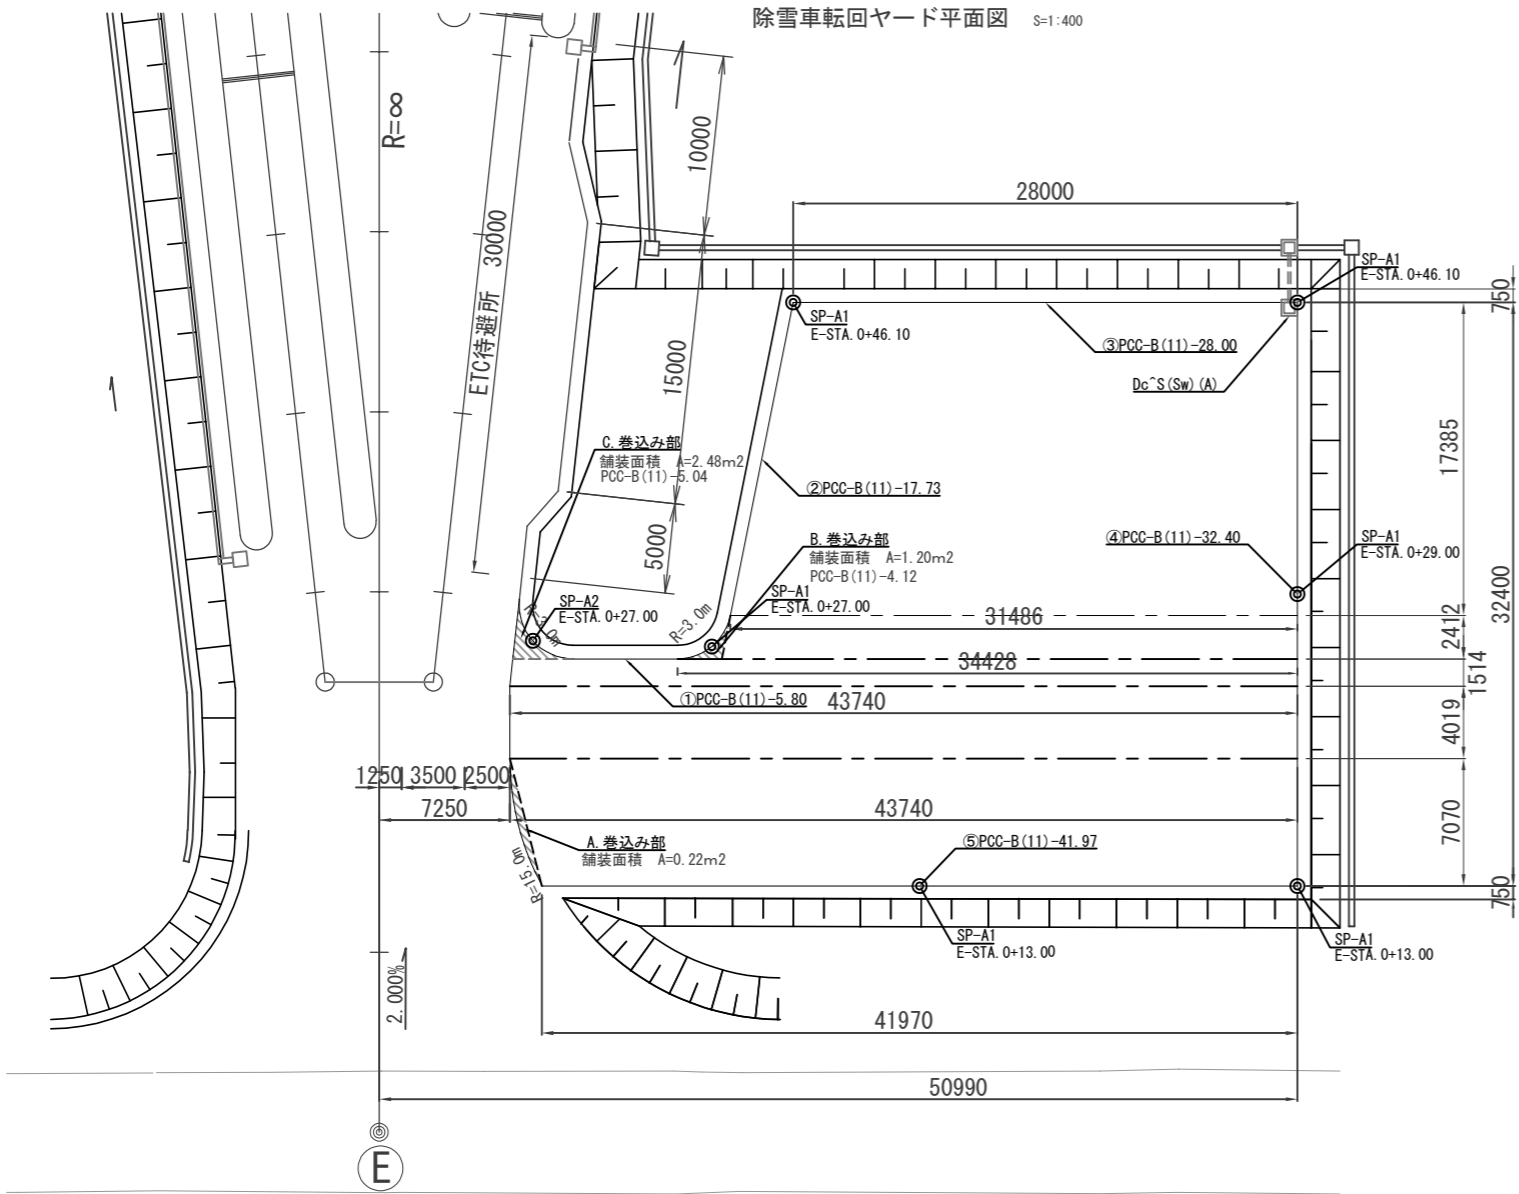 除雪車転回ヤード平面図 S=1:400
R=∞
10000
28000
ETC待避所 30000
SP-A1
E-STA.0+46.10
750
SP-A1
E-STA.0+46.10
③PCC-B(11)-28.00
Dc^S(Sw)(A)
15000
17385
C.巻込み部
舗装面積 A=2.48m2
PCC-B(11)-5.04
②PCC-B(11)-17.73
5000
B.巻込み部
舗装面積 A=1.20m2
PCC-B(11)-4.12
④PCC-B(11)-32.40
SP-A1
E-STA.0+29.00
32400
SP-A2
E-STA.0+27.00
SP-A1
E-STA.0+27.00
R=3.0m
31486
2412
34428
1514
①PCC-B(11)-5.80
43740
4019
1250 3500 2500
7250
43740
7070
A.巻込み部
舗装面積 A=0.22m2
R=15.0m
⑤PCC-B(11)-41.97
750
SP-A1
E-STA.0+13.00
SP-A1
E-STA.0+13.00
2.000%
41970
50990
E